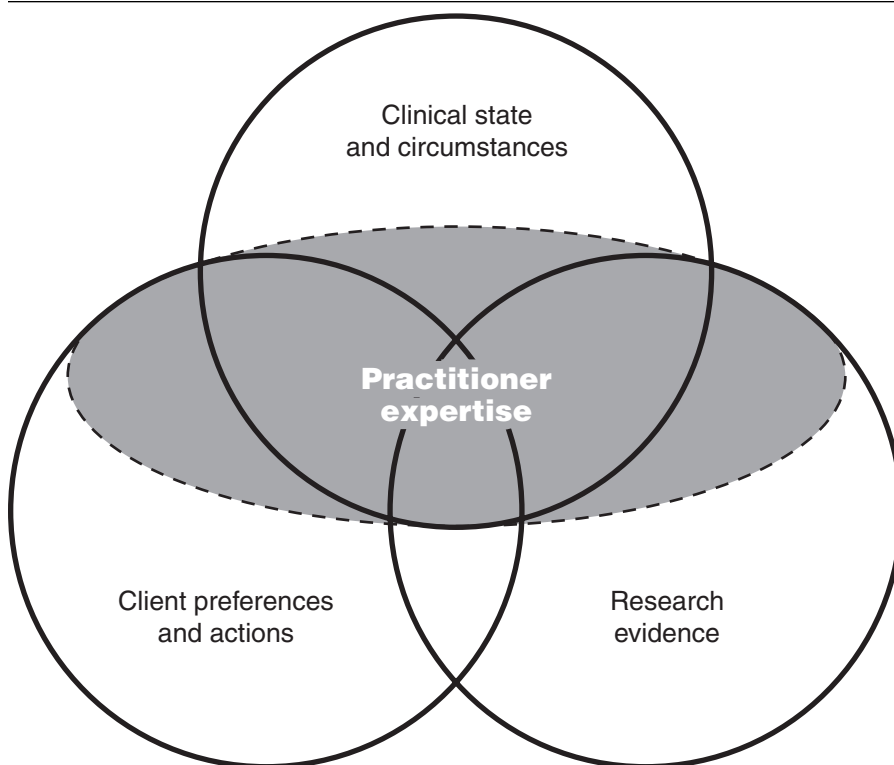 Clinical state
and circumstances
Practitioner
expertise
Client preferences
and actions
Research
evidence